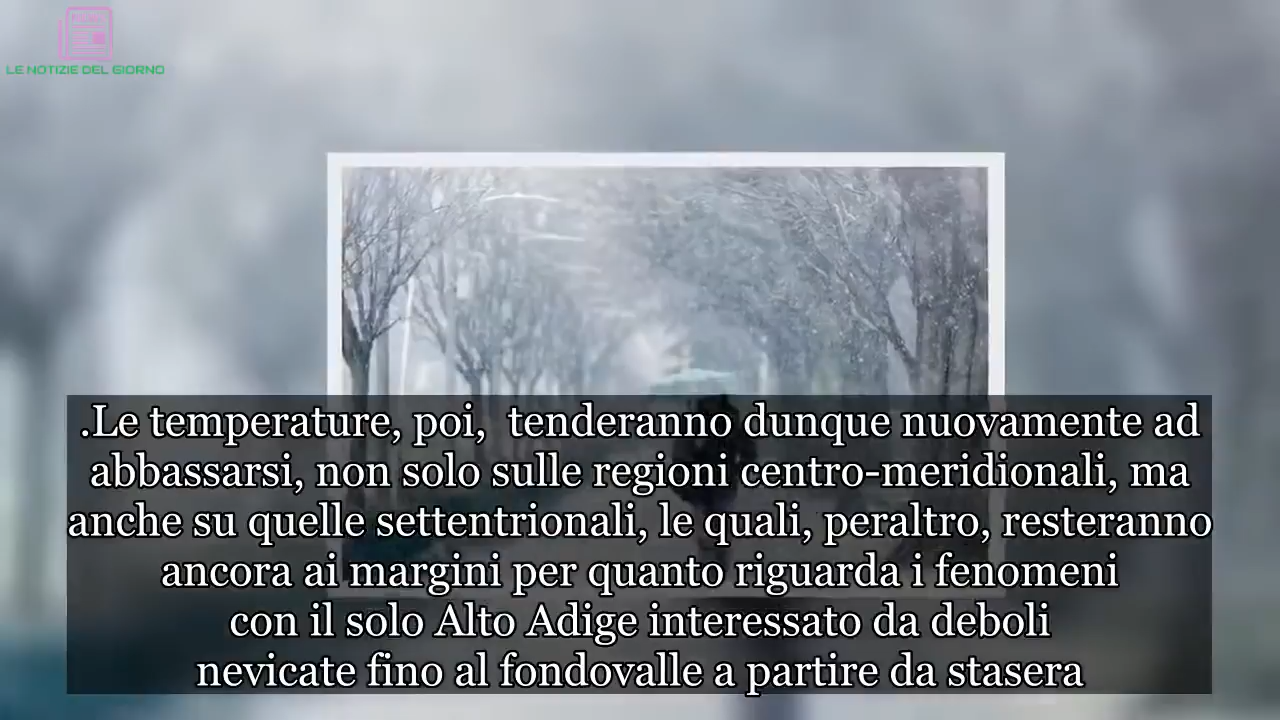 LE NOTIZIE DEL GIORNO
.Le temperature, poi,  tenderanno dunque nuovamente ad
abbassarsi, non solo sulle regioni centro-meridionali, ma
anche su quelle settentrionali, le quali, peraltro, resteranno
ancora ai margini per quanto riguarda i fenomeni
con il solo Alto Adige interessato da deboli
nevicate fino al fondovalle a partire da stasera